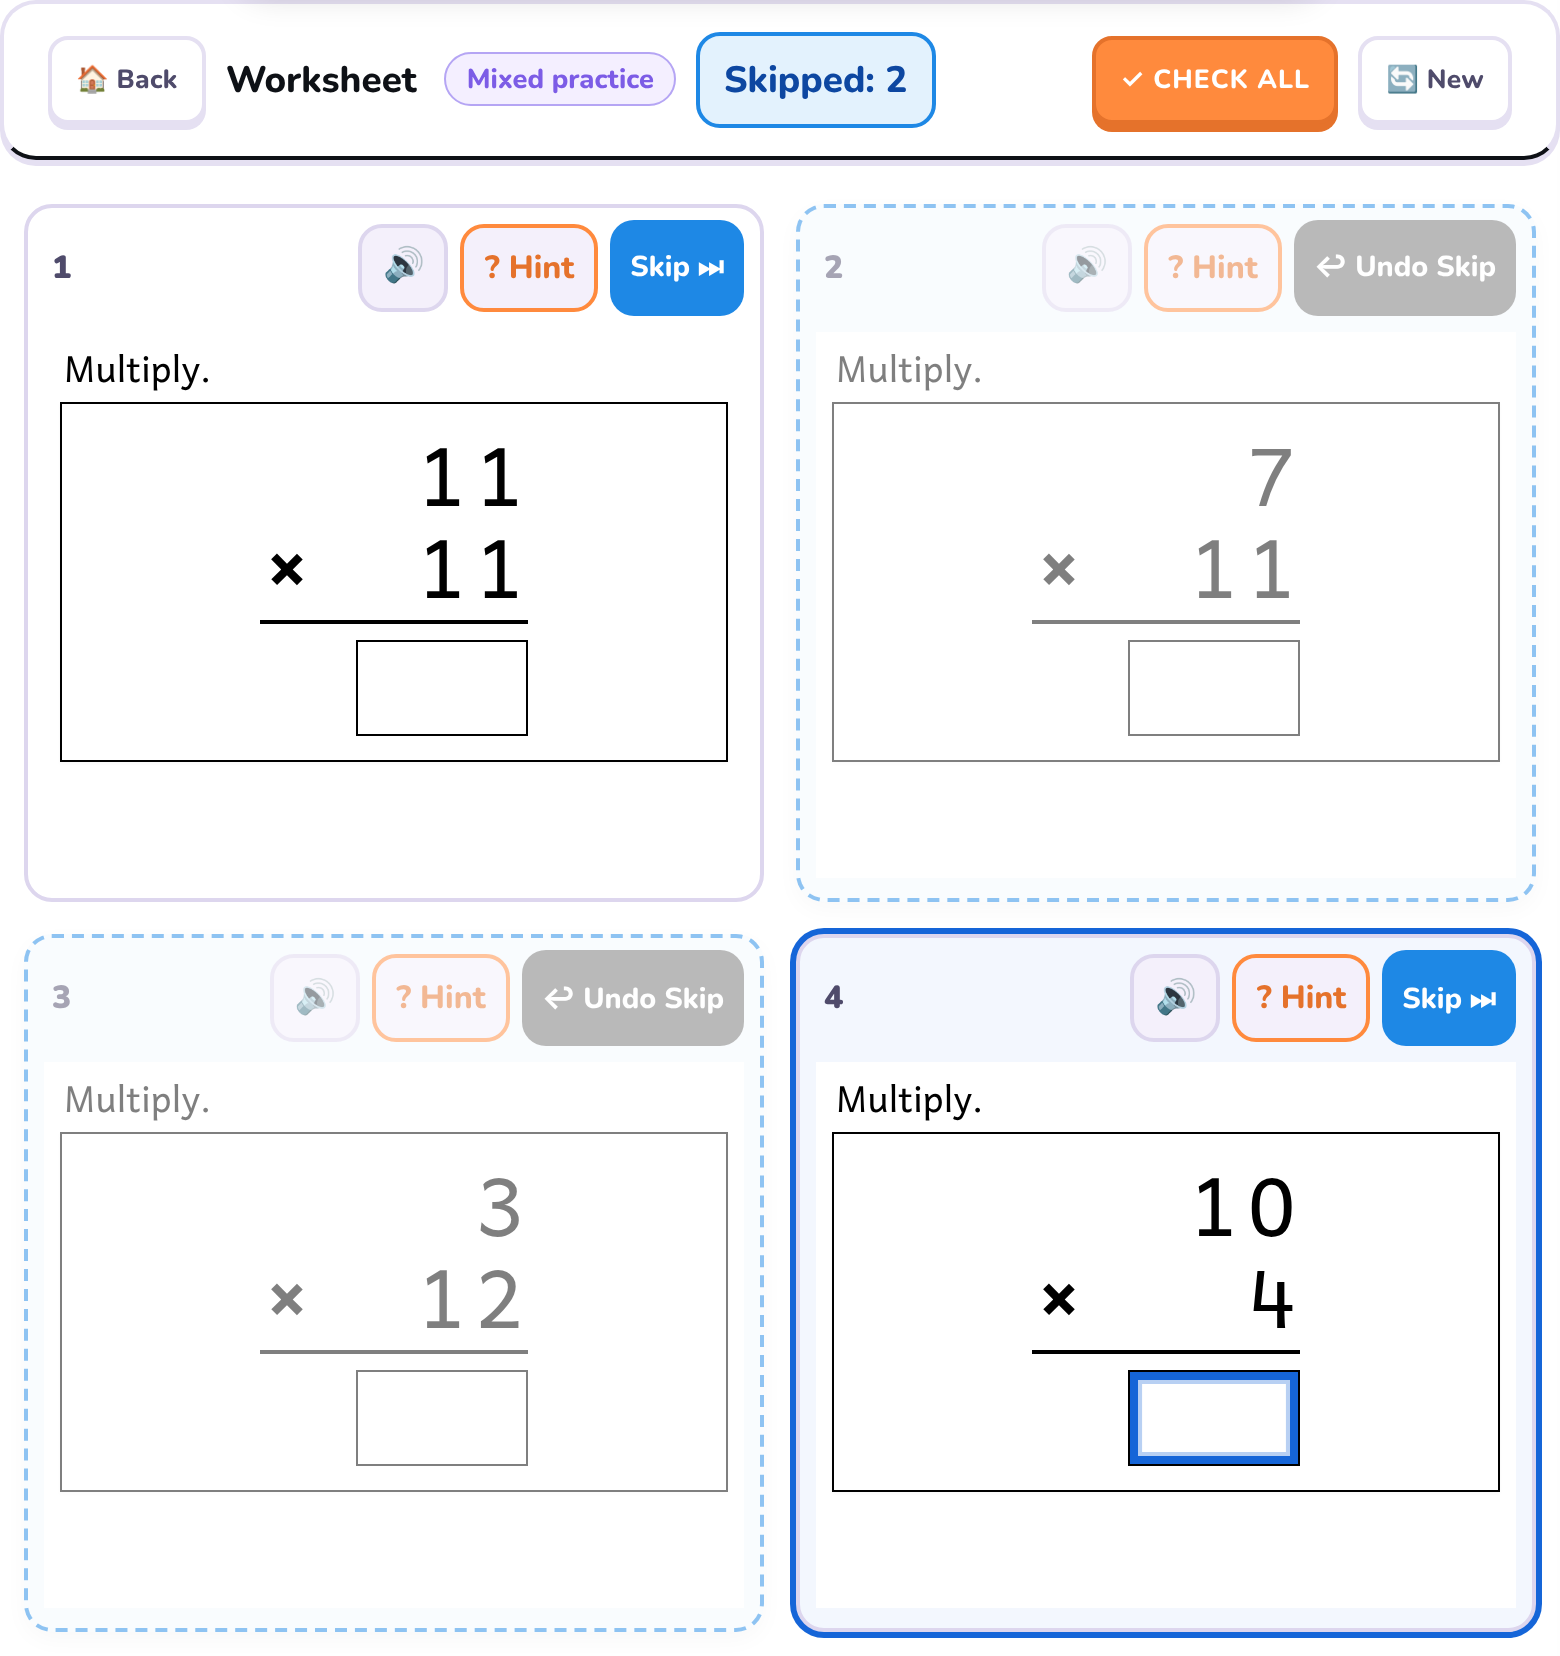 🏠 Back Worksheet Mixed practice Skipped: 2 ✓ CHECK ALL 🔄 New
1 🔊 ? Hint Skip ⏭
Multiply.
11
× 11
2 🔊 ? Hint ↩ Undo Skip
Multiply.
7
× 11
3 🔊 ? Hint ↩ Undo Skip
Multiply.
3
× 12
4 🔊 ? Hint Skip ⏭
Multiply.
10
× 4